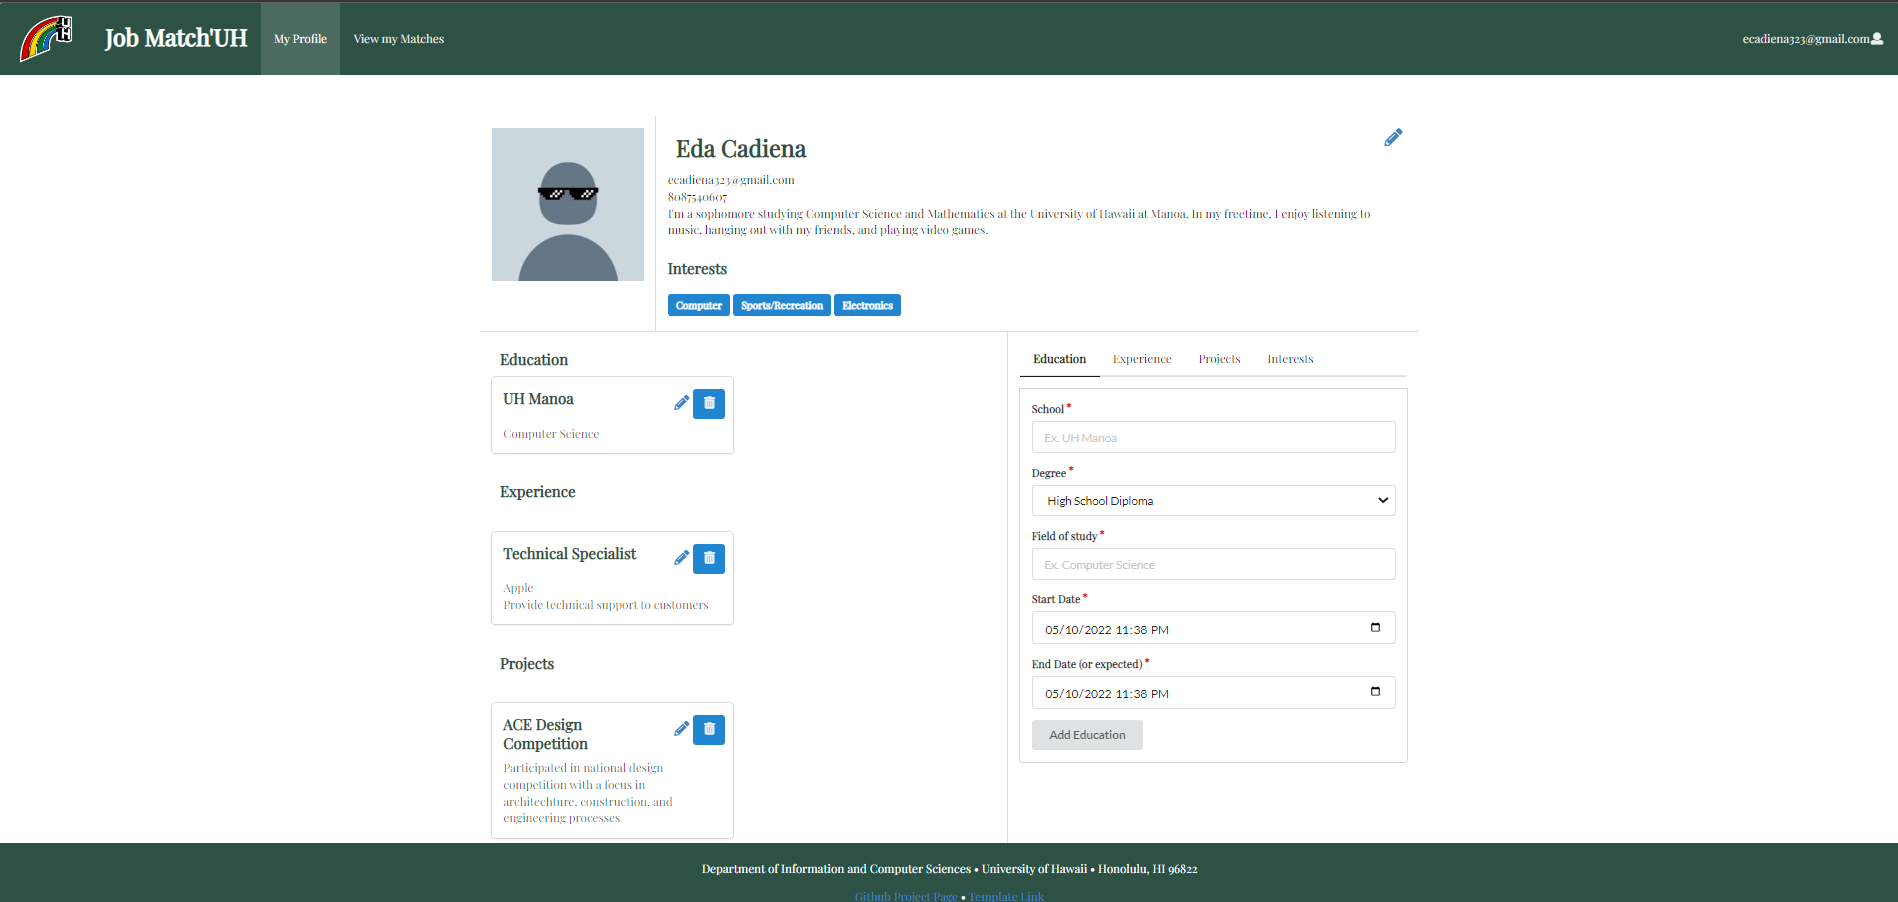 UH
Job Match'UH
My Profile
View my Matches
ecadiena323@gmail.com
Eda Cadiena
ecadiena323@gmail.com
8087540607
I'm a sophomore studying Computer Science and Mathematics at the University of Hawaii at Manoa. In my freetime, I enjoy listening to
music, hanging out with my friends, and playing video games.
Interests
Computer
Sports/Recreation
Electronics
Education
UH Manoa
Computer Science
Experience
Technical Specialist
Apple
Provide technical support to customers
Projects
ACE Design
Competition
Participated in national design
competition with a focus in
architechture, construction, and
engineering processes
Education
Experience
Projects
Interests
School *
Ex. UH Manoa
Degree *
High School Diploma
Field of study *
Ex. Computer Science
Start Date *
05/10/2022 11:38 PM
End Date (or expected) *
05/10/2022 11:38 PM
Add Education
Department of Information and Computer Sciences • University of Hawaii • Honolulu, HI 96822
Github Project Page • Template Link